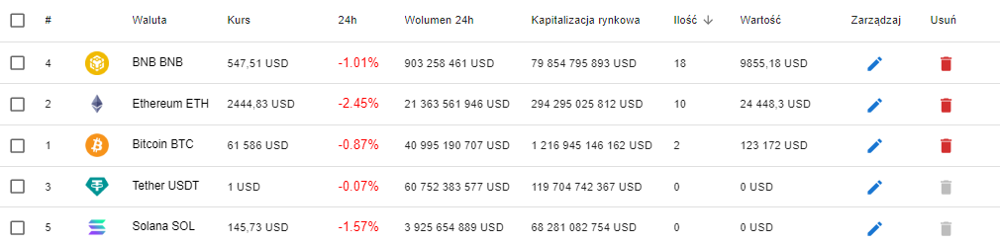 # Waluta Kurs 24h Wolumen 24h Kapitalizacja rynkowa Ilość ↓ Wartość Zarządzaj Usuń
4 BNB BNB 547,51 USD -1.01% 903 258 461 USD 79 854 795 893 USD 18 9855,18 USD
2 Ethereum ETH 2444,83 USD -2.45% 21 363 561 946 USD 294 295 025 812 USD 10 24 448,3 USD
1 Bitcoin BTC 61 586 USD -0.87% 40 995 190 707 USD 1 216 945 146 162 USD 2 123 172 USD
3 Tether USDT 1 USD -0.07% 60 752 383 577 USD 119 704 742 367 USD 0 0 USD
5 Solana SOL 145,73 USD -1.57% 3 925 654 889 USD 68 281 082 754 USD 0 0 USD